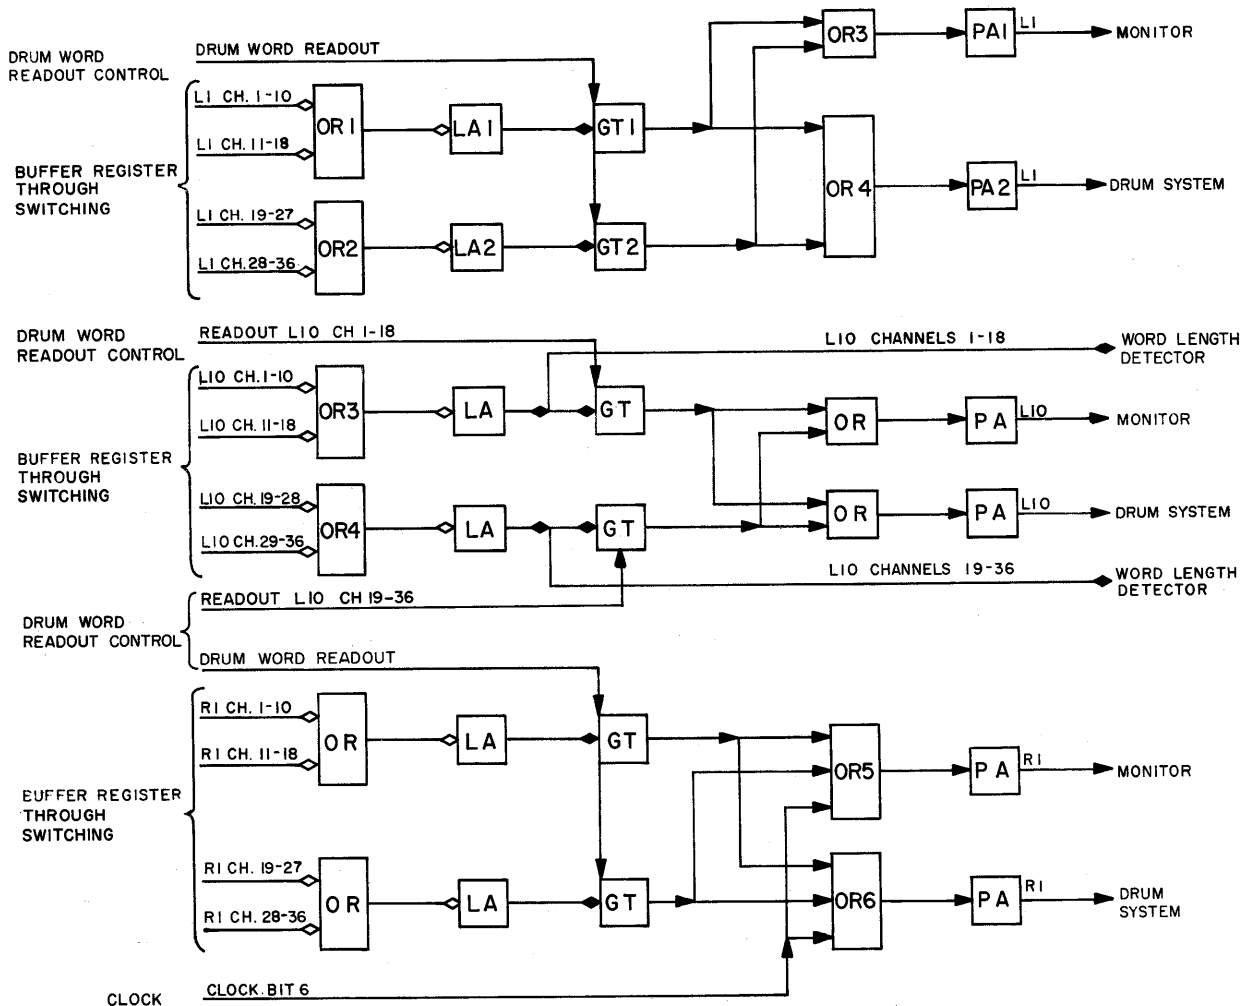 DRUM WORD
READOUT CONTROL
DRUM WORD READOUT
L1 CH. 1-10
L1 CH. 11-18
BUFFER REGISTER
THROUGH
SWITCHING
L1 CH. 19-27
L1 CH. 28-36
OR1
LA1
GT1
OR2
LA2
GT2
OR3
PA1
L1
MONITOR
OR4
PA2
L1
DRUM SYSTEM
DRUM WORD
READOUT CONTROL
READOUT L10 CH 1-18
L10 CHANNELS 1-18
WORD LENGTH
DETECTOR
L10 CH. 1-10
L10 CH. 11-18
BUFFER REGISTER
THROUGH
SWITCHING
L10 CH. 19-28
L10 CH. 29-36
OR3
LA
GT
OR
PA
L10
MONITOR
OR4
LA
GT
OR
PA
L10
DRUM SYSTEM
L10 CHANNELS 19-36
WORD LENGTH
DETECTOR
READOUT L10 CH 19-36
DRUM WORD
READOUT CONTROL
DRUM WORD READOUT
R1 CH. 1-10
R1 CH. 11-18
BUFFER REGISTER
THROUGH
SWITCHING
R1 CH. 19-27
R1 CH. 28-36
OR
LA
GT
OR5
PA
R1
MONITOR
OR
LA
GT
OR6
PA
R1
DRUM
SYSTEM
CLOCK
CLOCK BIT 6